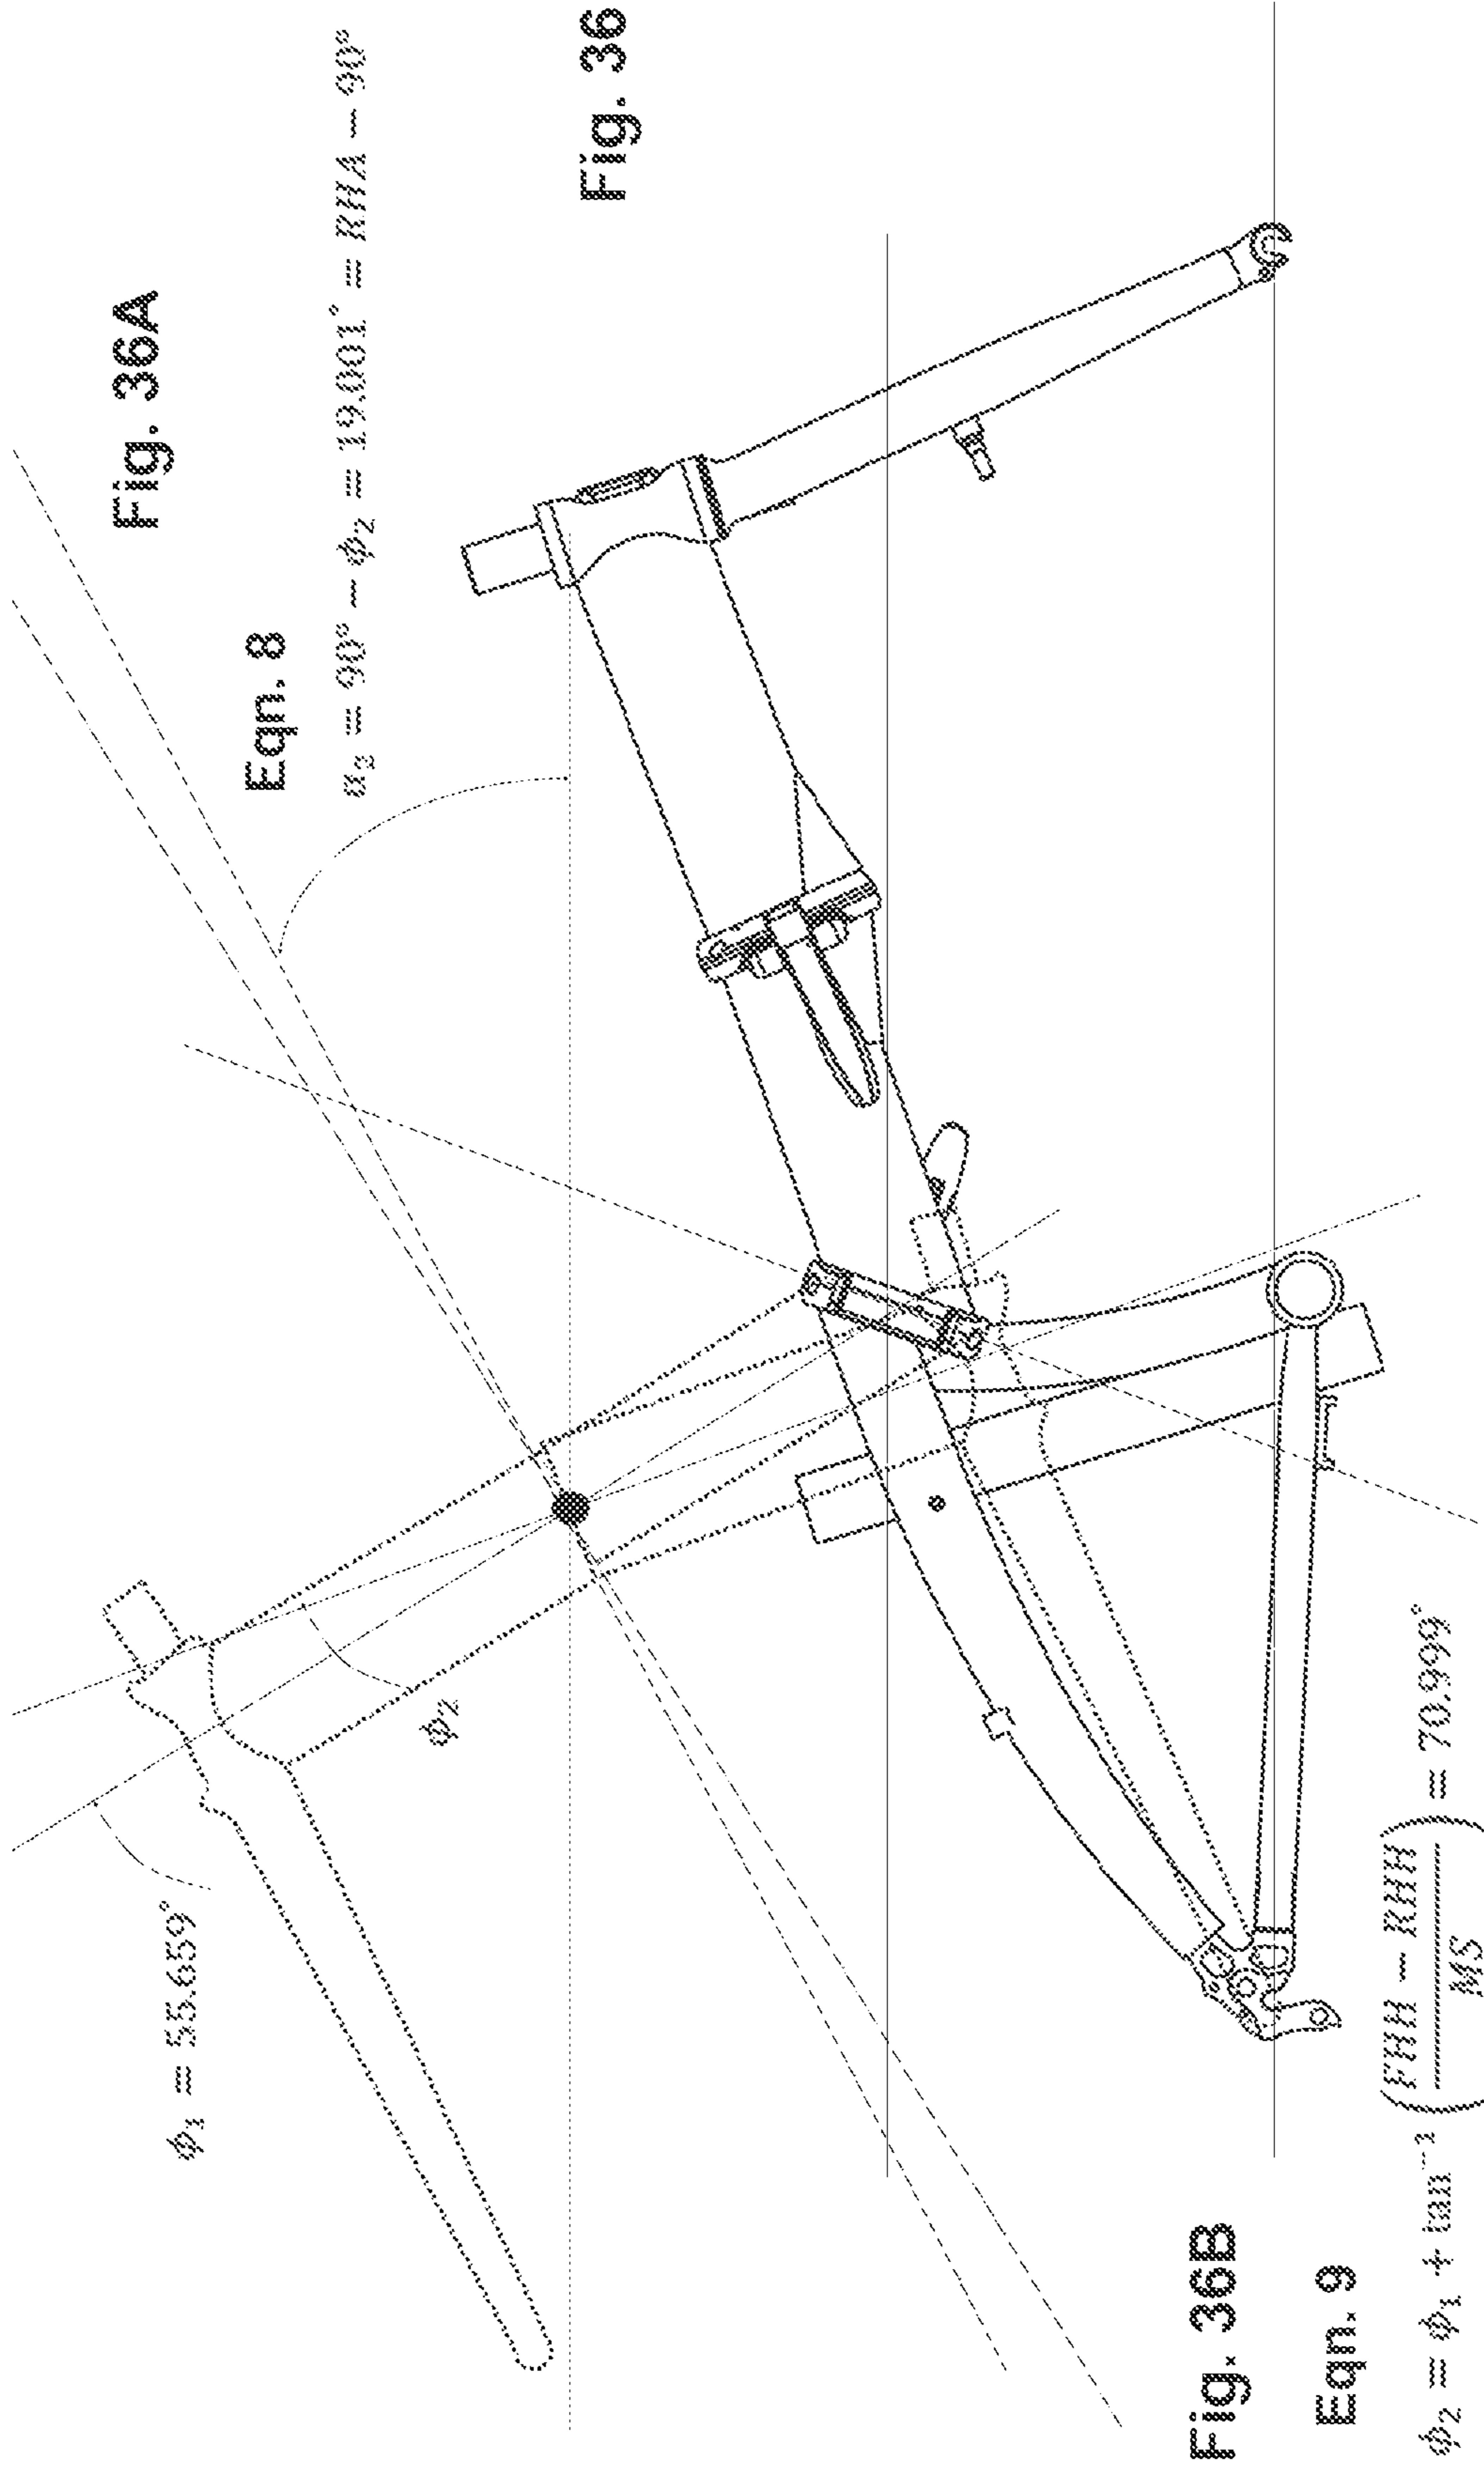 Fig. 36A
Eqn. 8
α₃ = 90° − ϕ₂ = 19.001° = RHA − 90°
Fig. 36
ϕ₁ = 55.659°
ϕ₂
Fig. 36B
Eqn. 9
ϕ₂ = ϕ₁ + tan⁻¹((FHH − RHH)/MS) = 70.999°